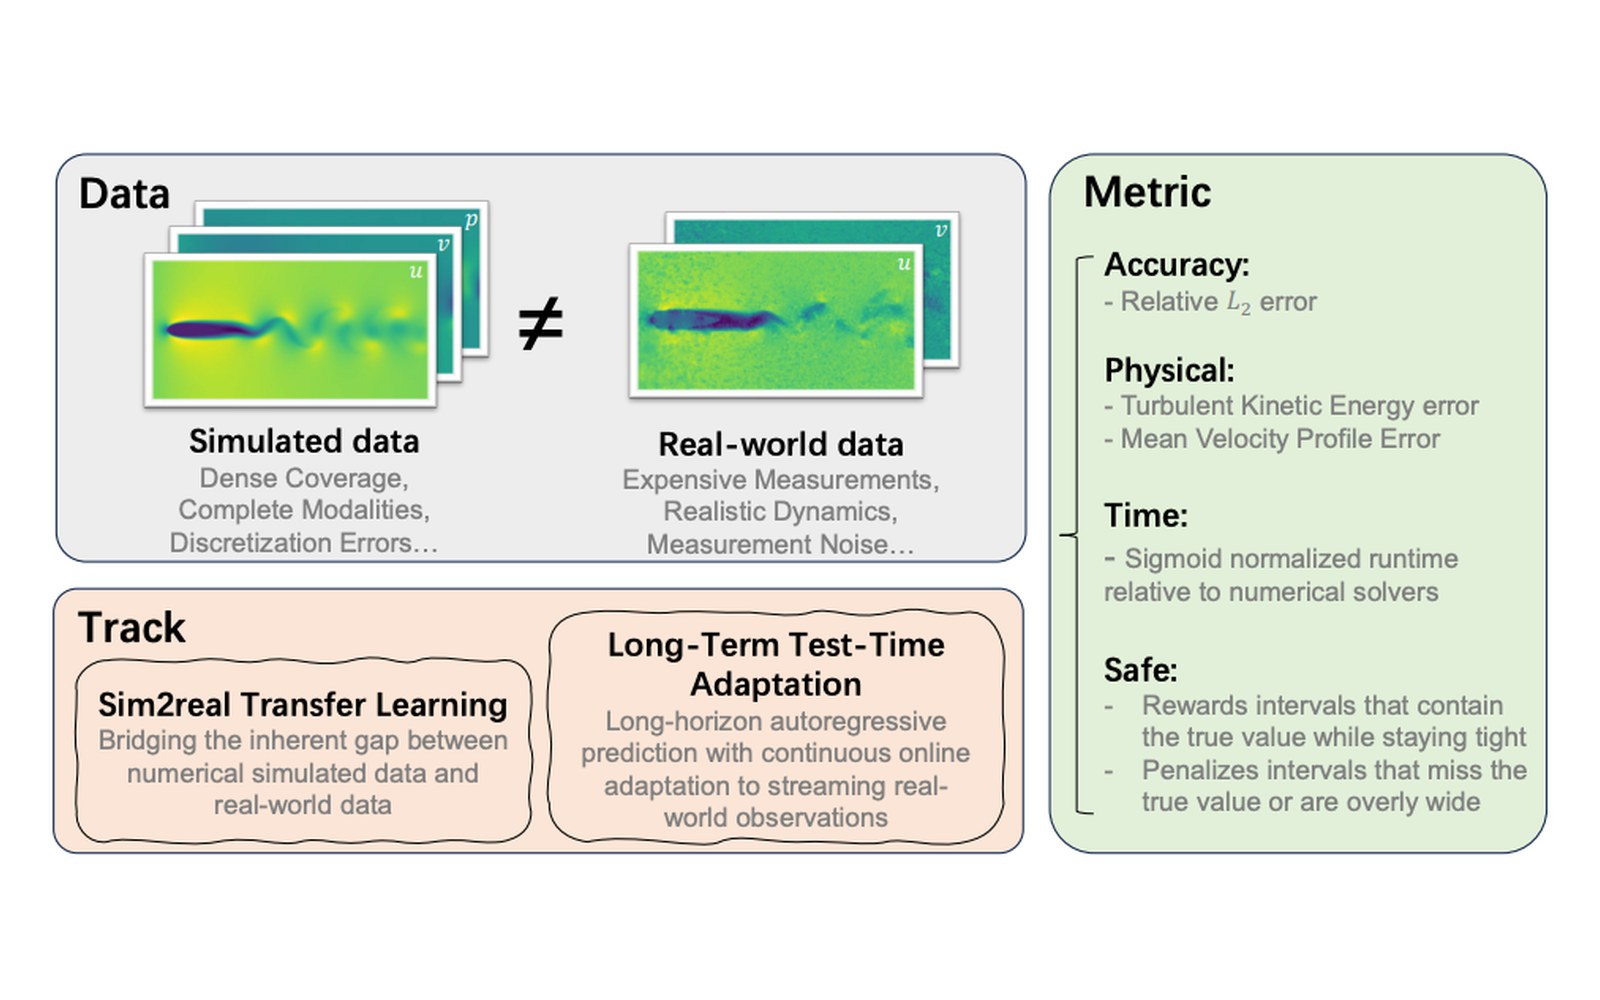 Data
p
v
u
≠
v
u
Simulated data
Dense Coverage,
Complete Modalities,
Discretization Errors…
Real-world data
Expensive Measurements,
Realistic Dynamics,
Measurement Noise…
Track
Sim2real Transfer Learning
Bridging the inherent gap between
numerical simulated data and
real-world data
Long-Term Test-Time
Adaptation
Long-horizon autoregressive
prediction with continuous online
adaptation to streaming real-
world observations
Metric
Accuracy:
- Relative L₂ error
Physical:
- Turbulent Kinetic Energy error
- Mean Velocity Profile Error
Time:
- Sigmoid normalized runtime
relative to numerical solvers
Safe:
- Rewards intervals that contain
the true value while staying tight
- Penalizes intervals that miss the
true value or are overly wide